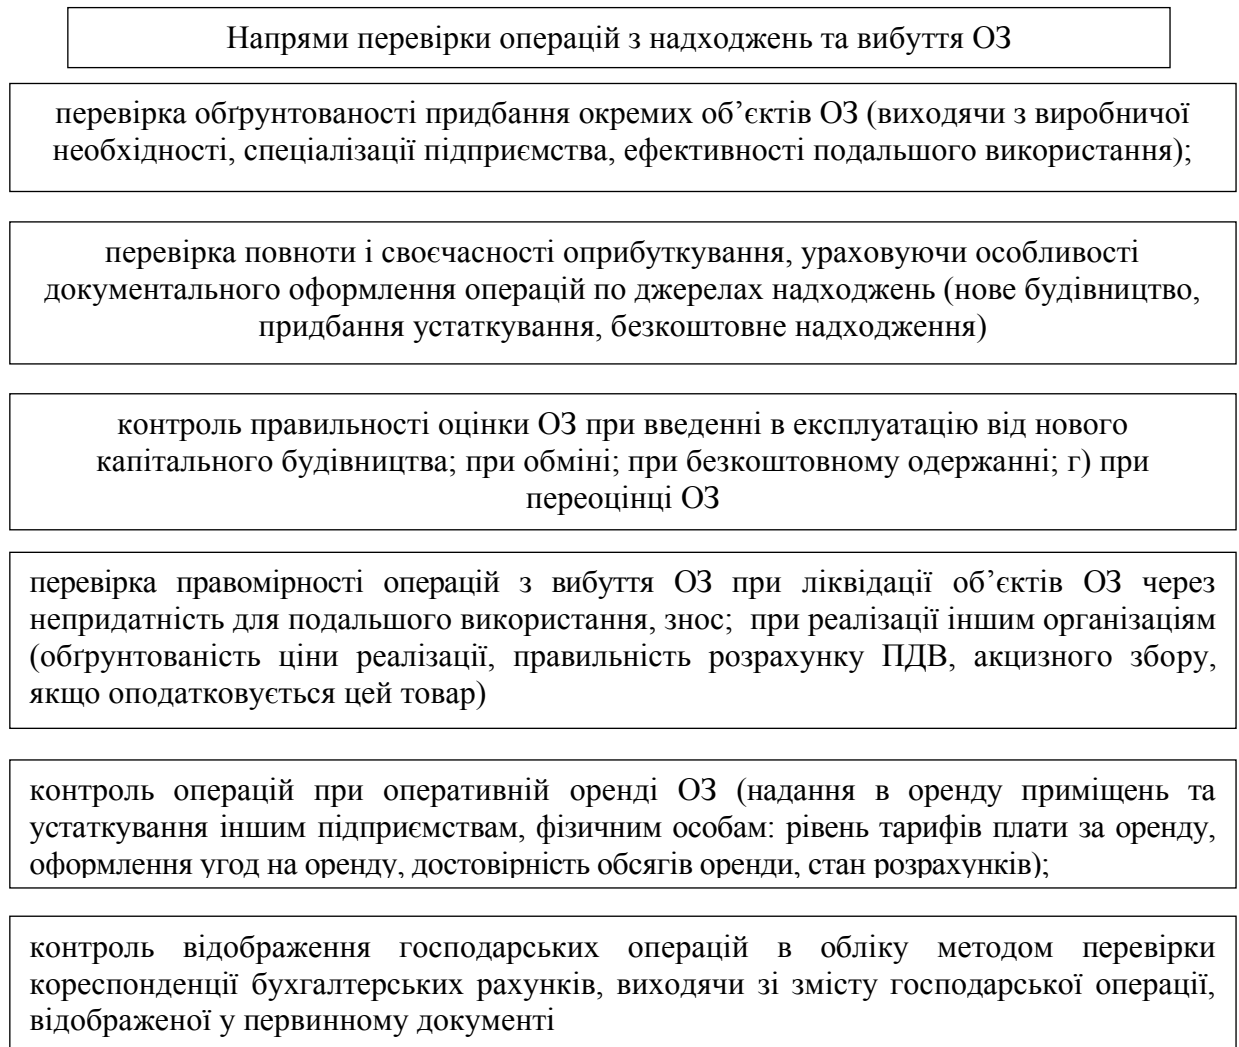 Напрями перевірки операцій з надходжень та вибуття ОЗ
перевірка обґрунтованості придбання окремих об’єктів ОЗ (виходячи з виробничої
необхідності, спеціалізації підприємства, ефективності подальшого використання);
перевірка повноти і своєчасності оприбуткування, ураховуючи особливості
документального оформлення операцій по джерелах надходжень (нове будівництво,
придбання устаткування, безкоштовне надходження)
контроль правильності оцінки ОЗ при введенні в експлуатацію від нового
капітального будівництва; при обміні; при безкоштовному одержанні; г) при
переоцінці ОЗ
перевірка правомірності операцій з вибуття ОЗ при ліквідації об’єктів ОЗ через
непридатність для подальшого використання, знос; при реалізації іншим організаціям
(обґрунтованість ціни реалізації, правильність розрахунку ПДВ, акцизного збору,
якщо оподатковується цей товар)
контроль операцій при оперативній оренді ОЗ (надання в оренду приміщень та
устаткування іншим підприємствам, фізичним особам: рівень тарифів плати за оренду,
оформлення угод на оренду, достовірність обсягів оренди, стан розрахунків);
контроль відображення господарських операцій в обліку методом перевірки
кореспонденції бухгалтерських рахунків, виходячи зі змісту господарської операції,
відображеної у первинному документі